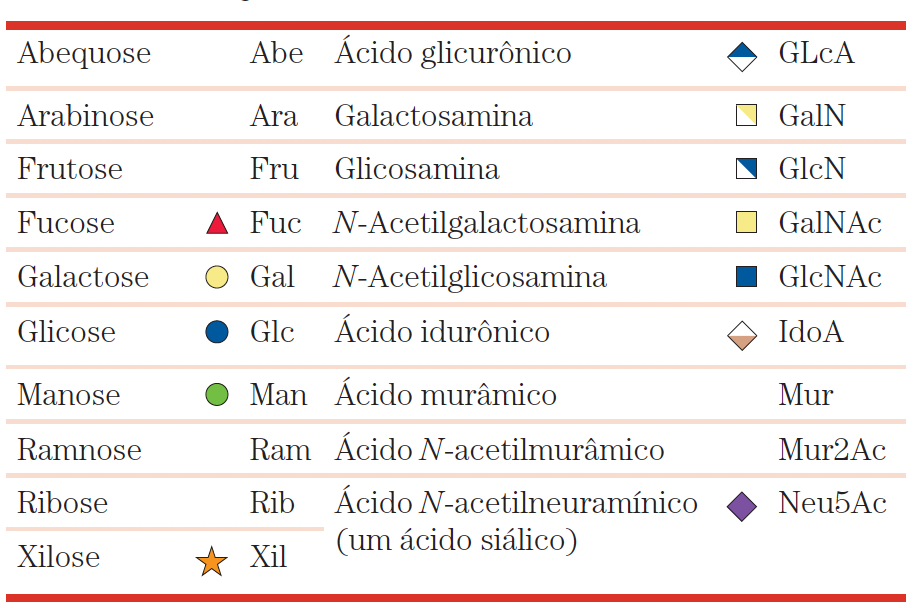 Abequose Abe Ácido glicurônico GLcA
Arabinose Ara Galactosamina GalN
Frutose Fru Glicosamina GlcN
Fucose Fuc N-Acetilgalactosamina GalNAc
Galactose Gal N-Acetilglicosamina GlcNAc
Glicose Glc Ácido idurônico IdoA
Manose Man Ácido murâmico Mur
Ramnose Ram Ácido N-acetilmurâmico Mur2Ac
Ribose Rib Ácido N-acetilneuramínico Neu5Ac
(um ácido siálico)
Xilose Xil